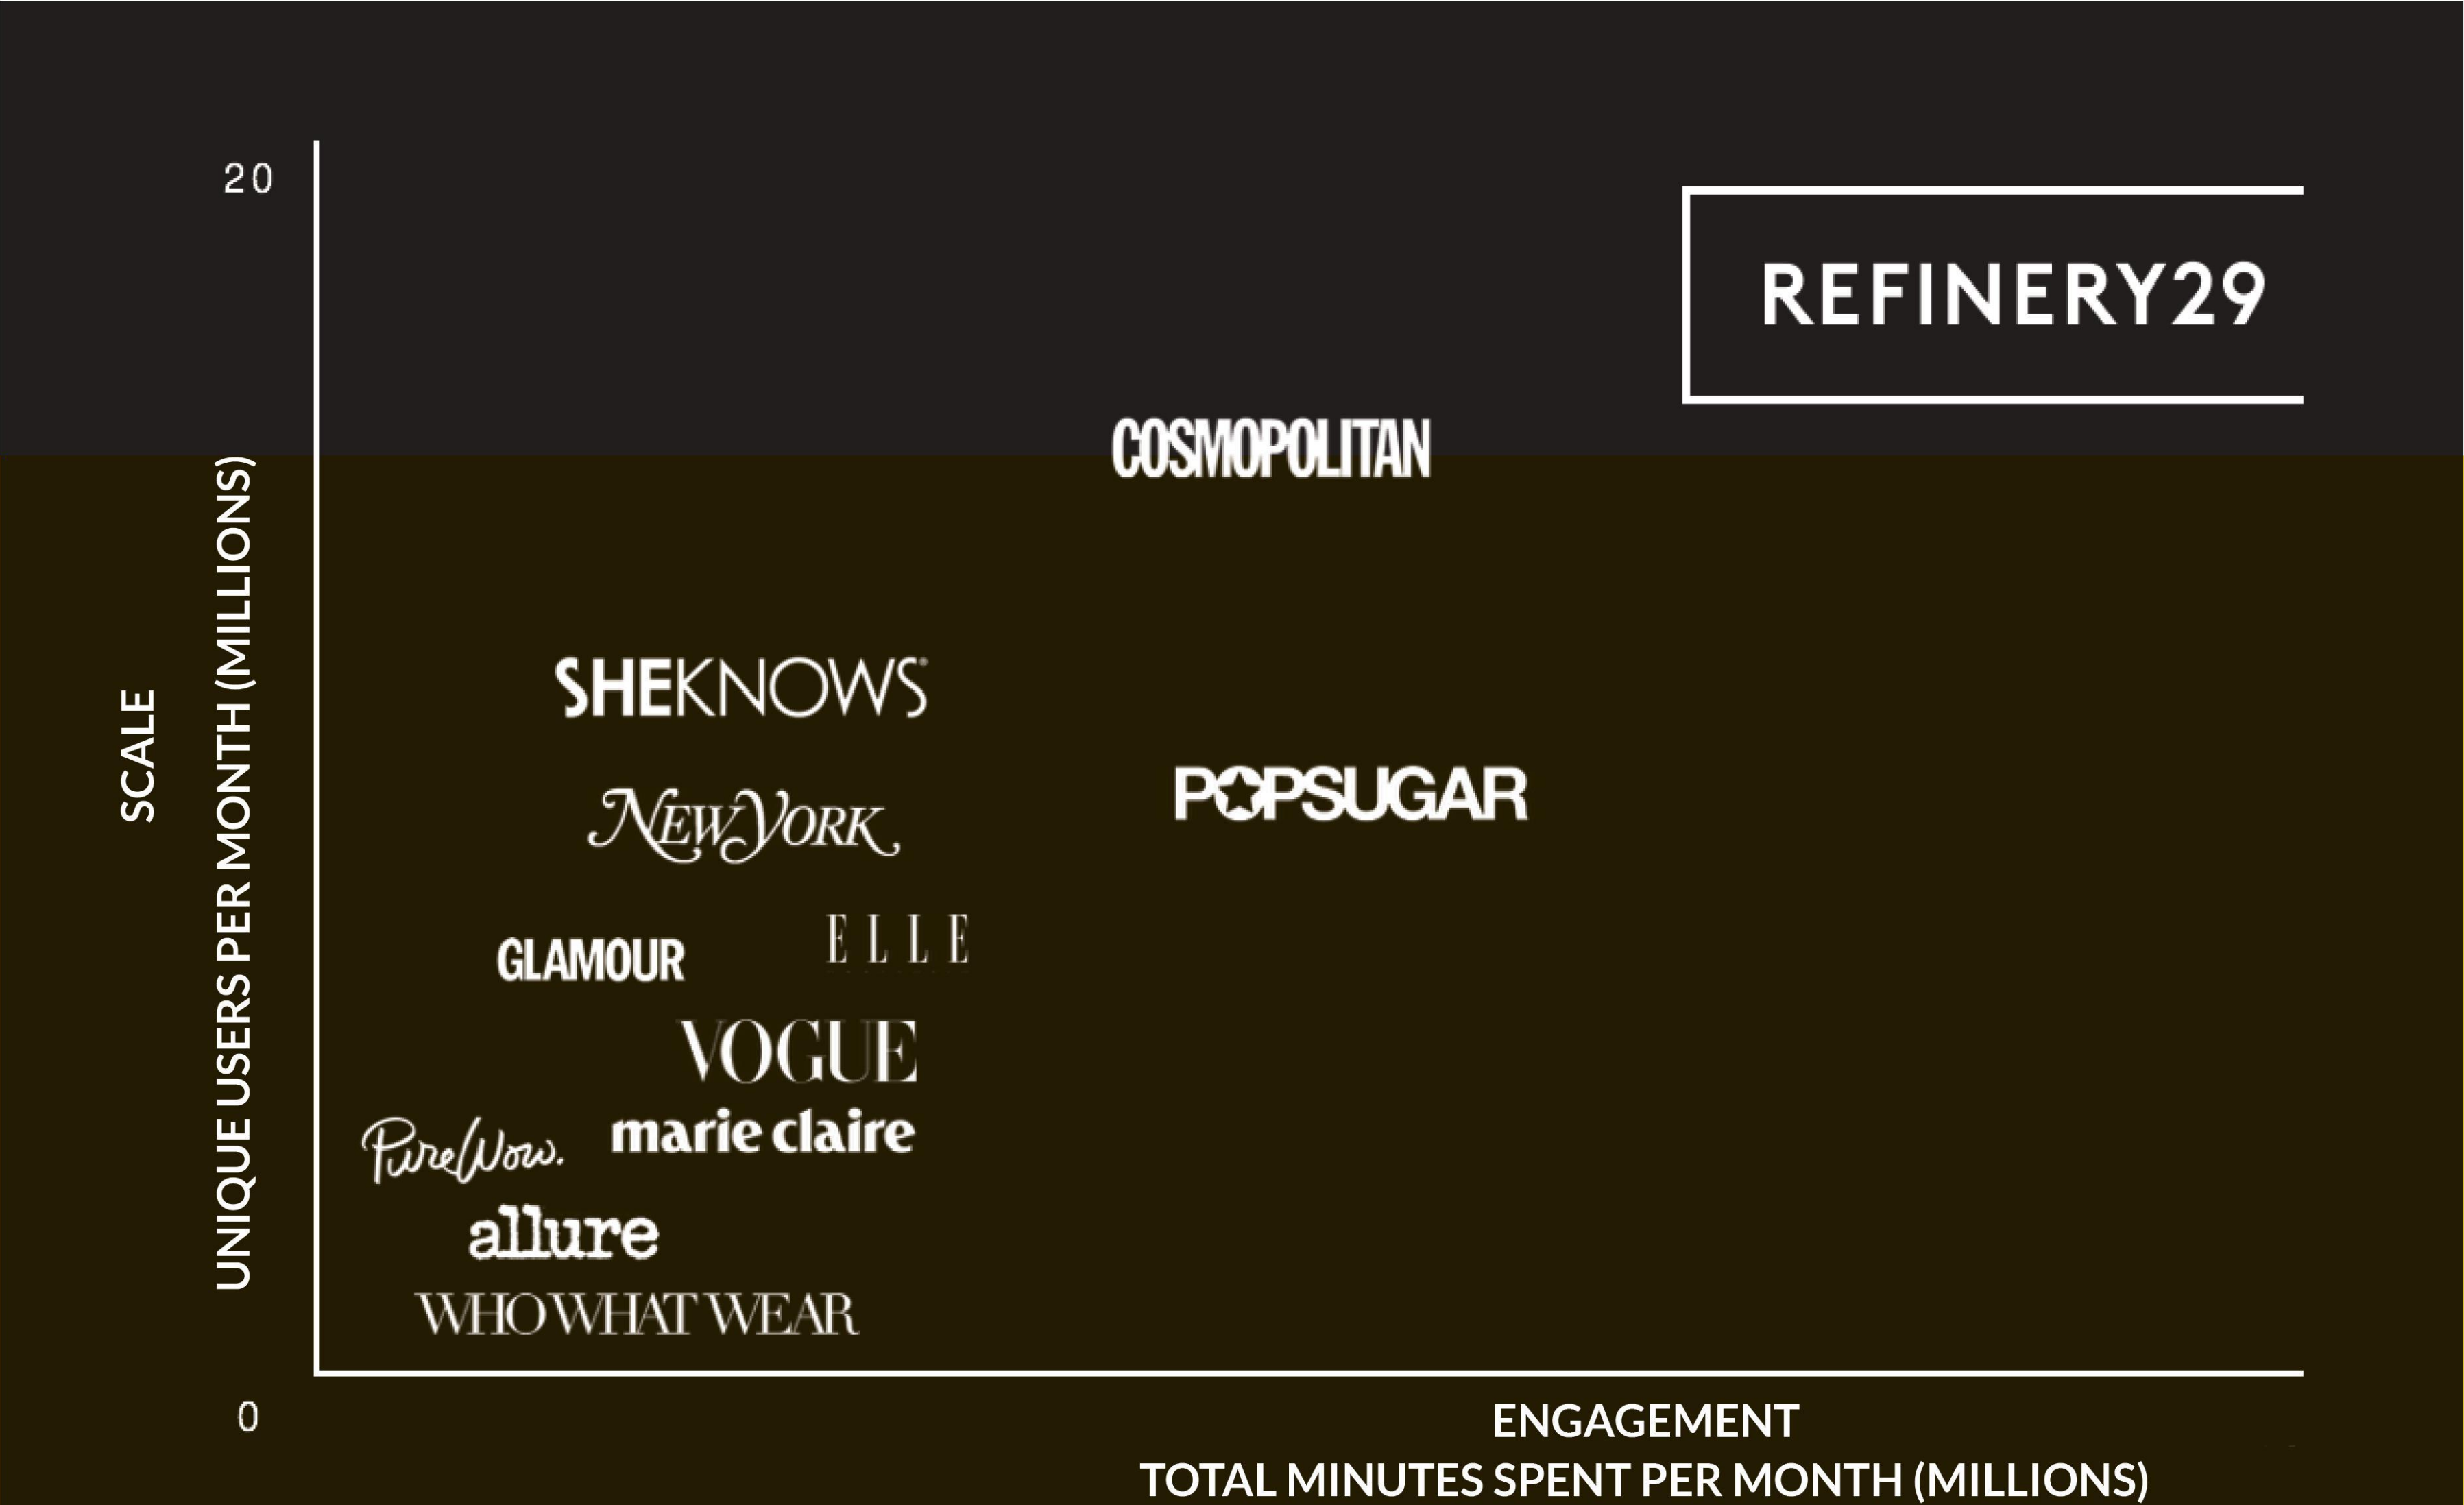 20
REFINERY29
COSMOPOLITAN
SHEKNOWS
POPSUGAR
NEW YORK
ELLE
GLAMOUR
VOGUE
marie claire
PureWow.
allure
WHO WHAT WEAR
SCALE
UNIQUE USERS PER MONTH (MILLIONS)
0
ENGAGEMENT
TOTAL MINUTES SPENT PER MONTH (MILLIONS)